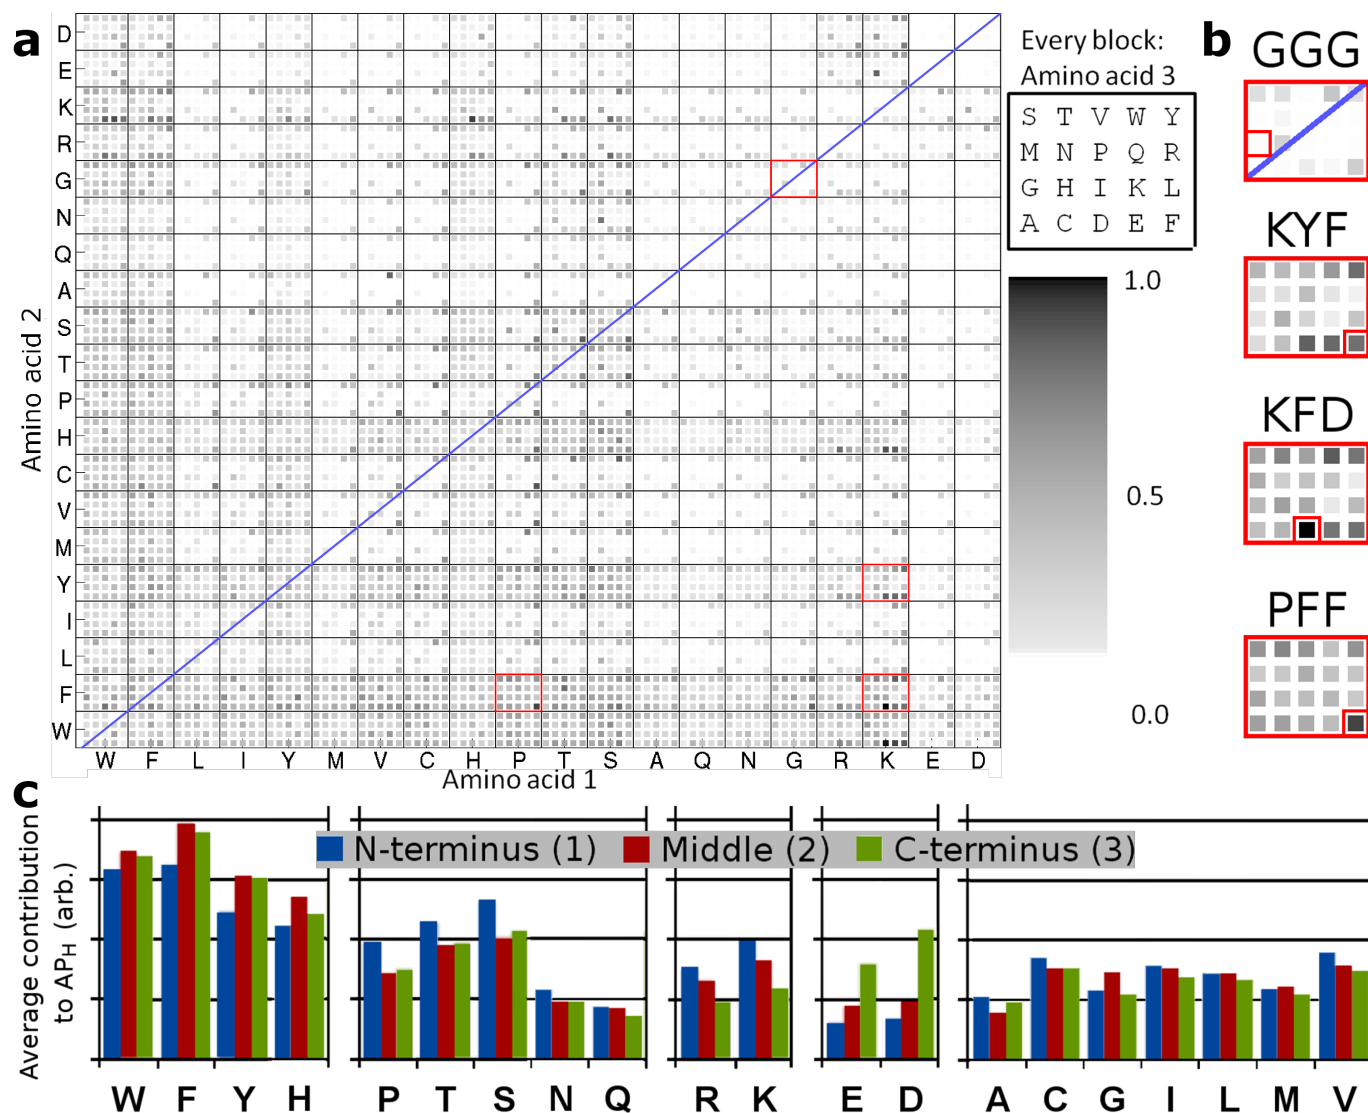 a
Amino acid 2
D
E
K
R
G
N
Q
A
S
T
P
H
C
V
M
Y
I
L
F
W
W F L I Y M V C H P T S A Q N G R K E D
Amino acid 1
Every block:
Amino acid 3
S T V W Y
M N P Q R
G H I K L
A C D E F
1.0
0.5
0.0
b
GGG
KYF
KFD
PFF
c
Average contribution
to APH (arb.)
N-terminus (1) Middle (2) C-terminus (3)
W F Y H P T S N Q R K E D A C G I L M V